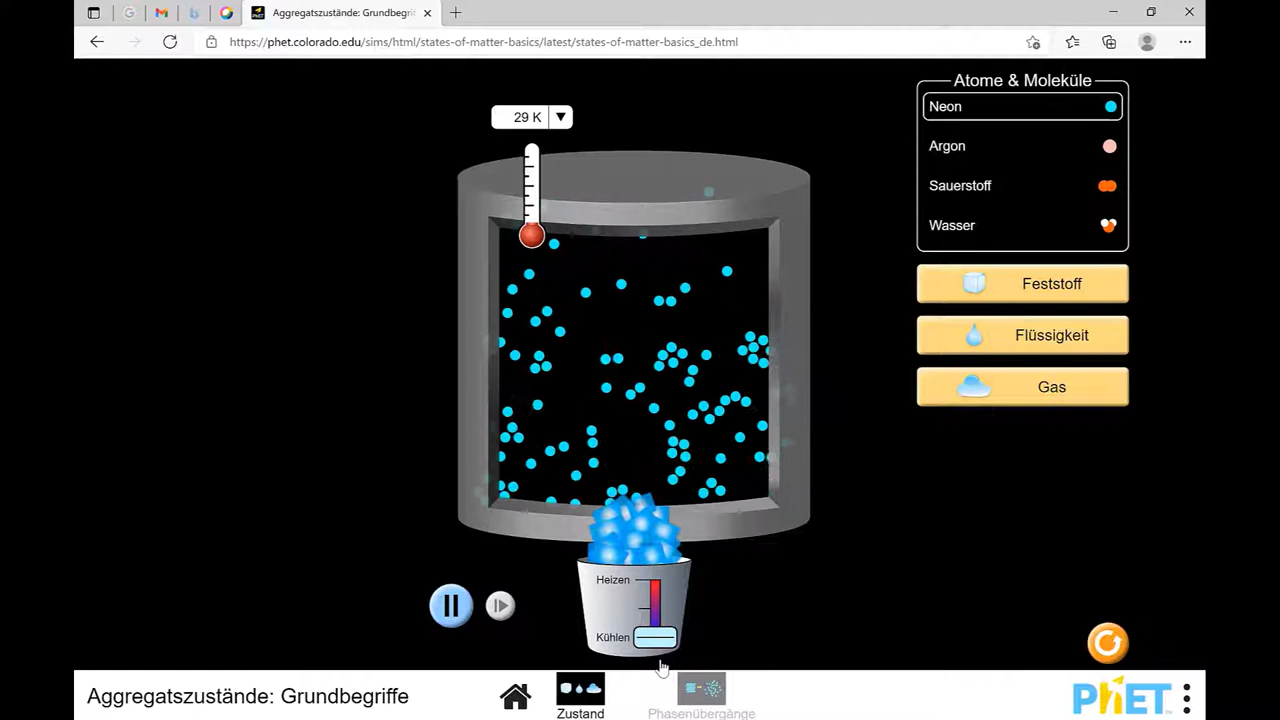 Aggregatszustände: Grundbegriff
https://phet.colorado.edu/sims/html/states-of-matter-basics/latest/states-of-matter-basics_de.html
29 K
Atome & Moleküle
Neon
Argon
Sauerstoff
Wasser
Feststoff
Flüssigkeit
Gas
Heizen
Kühlen
Aggregatszustände: Grundbegriffe
Zustand
Phasenübergänge
PhET